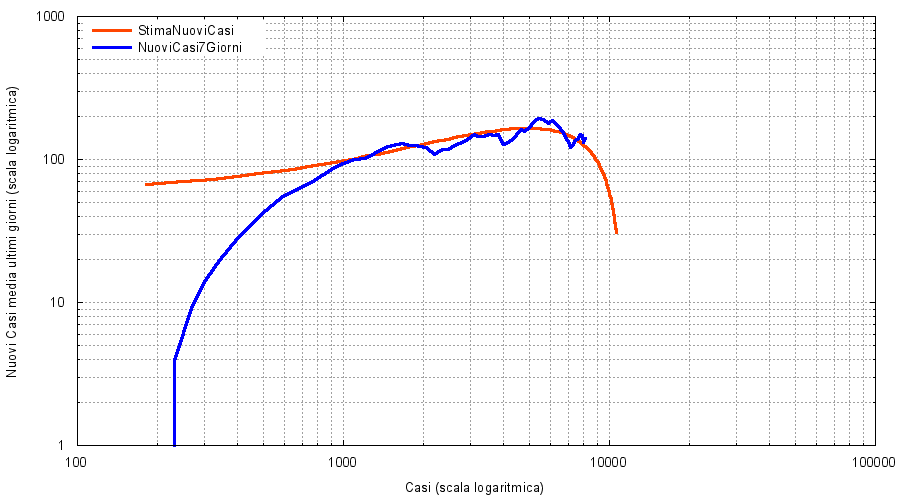 1000
StimaNuoviCasi
NuoviCasi7Giorni
100
10
1
Nuovi Casi media ultimi giorni (scala logaritmica)
100
1000
10000
100000
Casi (scala logaritmica)